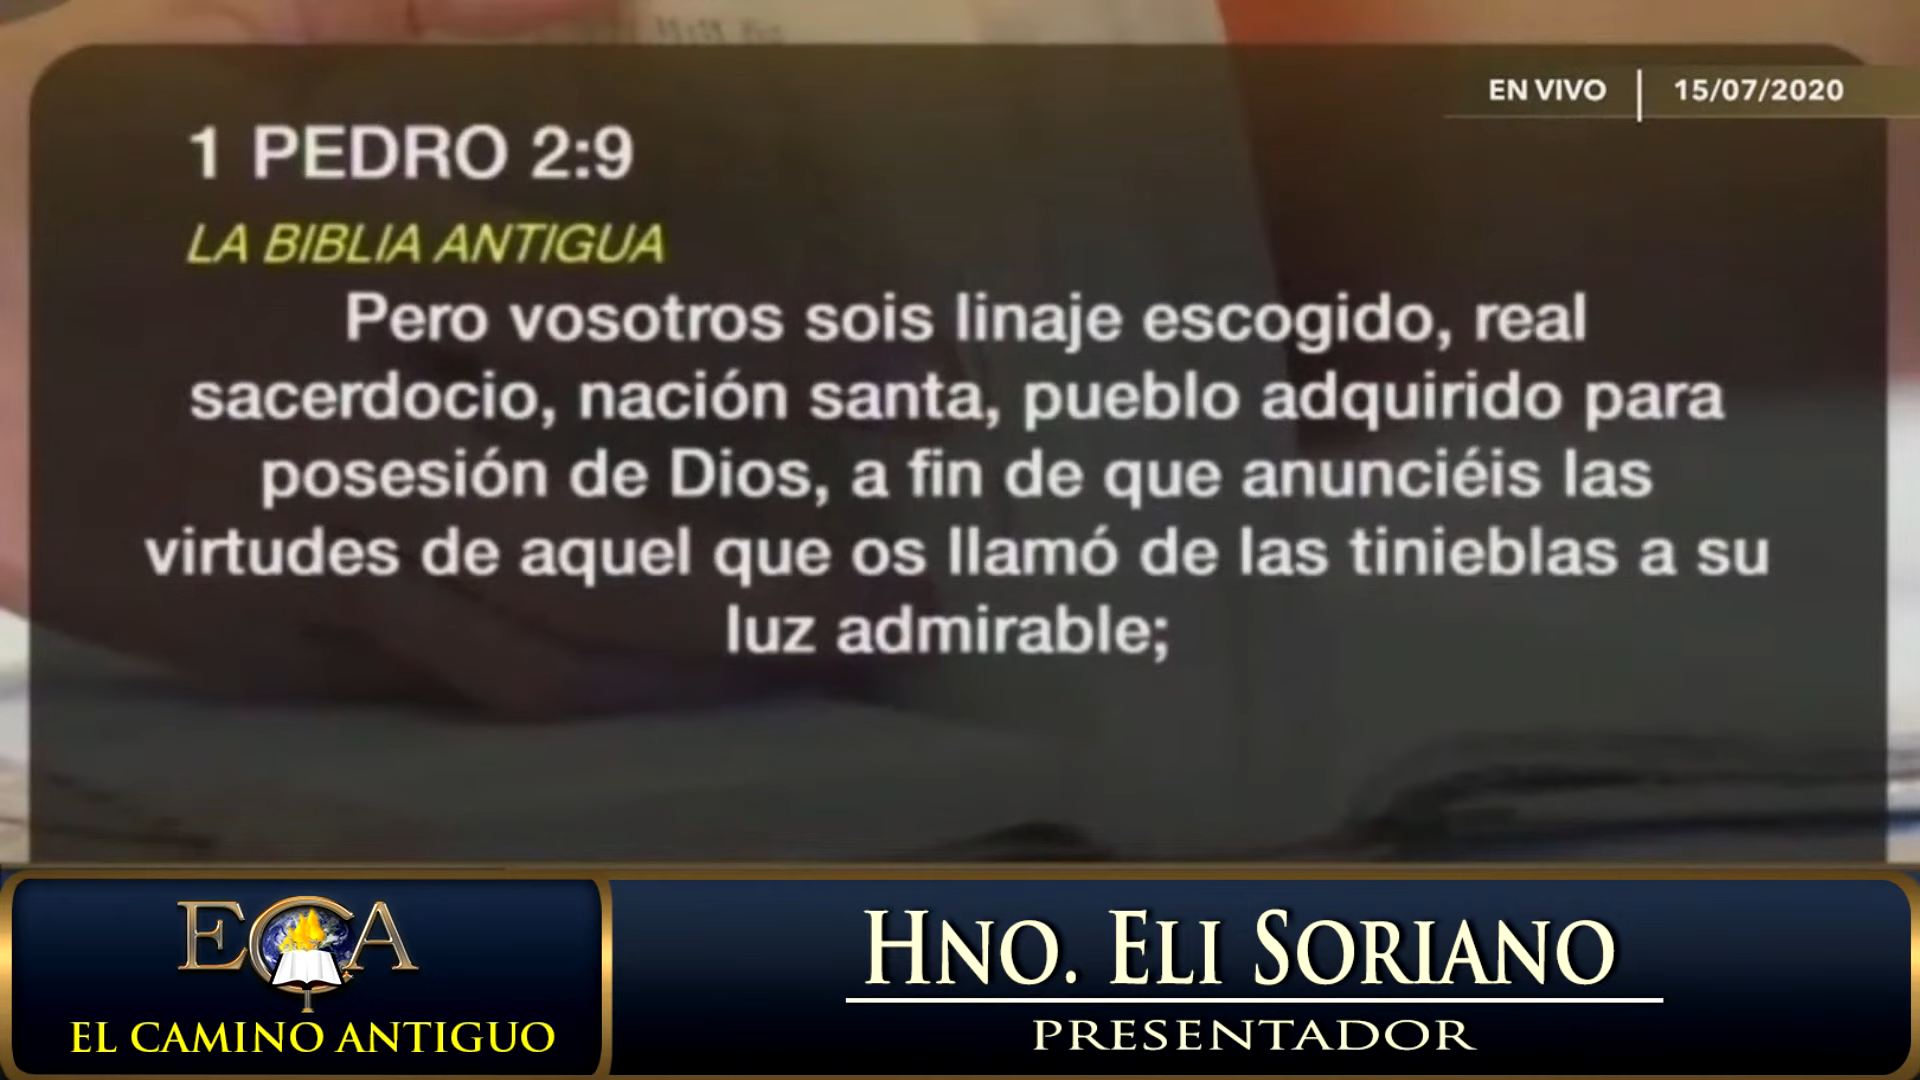 EN VIVO | 15/07/2020
1 PEDRO 2:9
LA BIBLIA ANTIGUA
Pero vosotros sois linaje escogido, real
sacerdocio, nación santa, pueblo adquirido para
posesión de Dios, a fin de que anunciéis las
virtudes de aquel que os llamó de las tinieblas a su
luz admirable;
ECA
EL CAMINO ANTIGUO
HNO. ELI SORIANO
PRESENTADOR